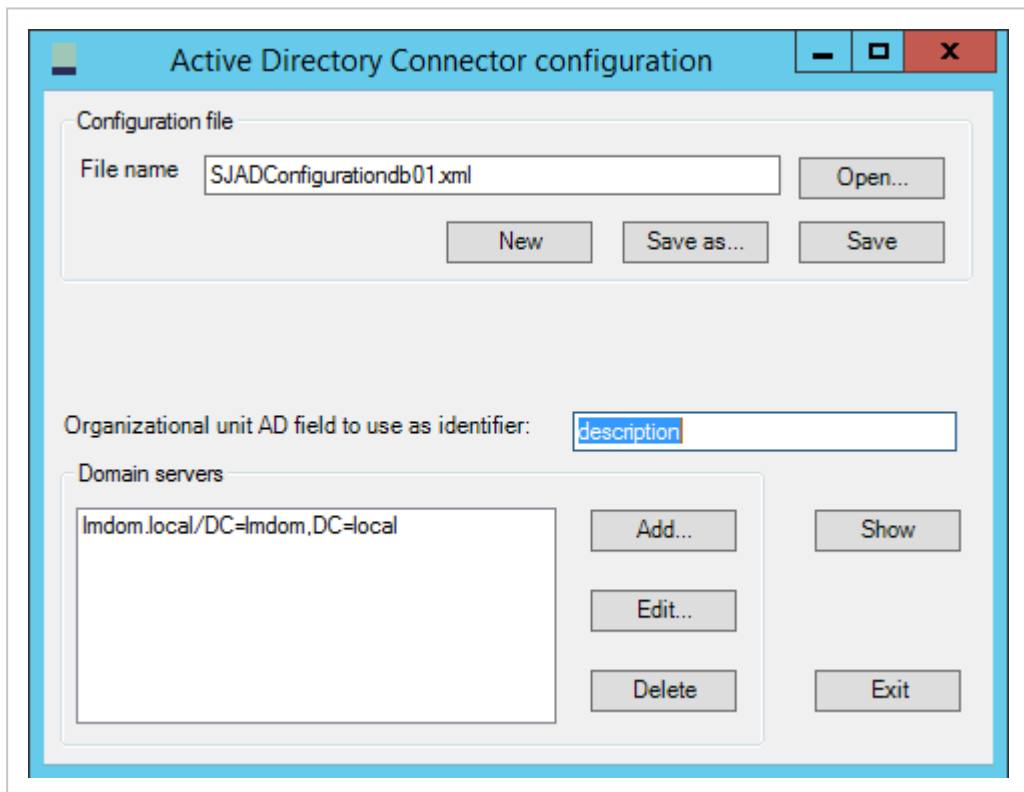 Active Directory Connector configuration
Configuration file
File name SJADConfigurationdb01.xml Open...
New Save as... Save
Organizational unit AD field to use as identifier: description
Domain servers
lmdom.local/DC=lmdom,DC=local Add... Show
Edit...
Delete Exit